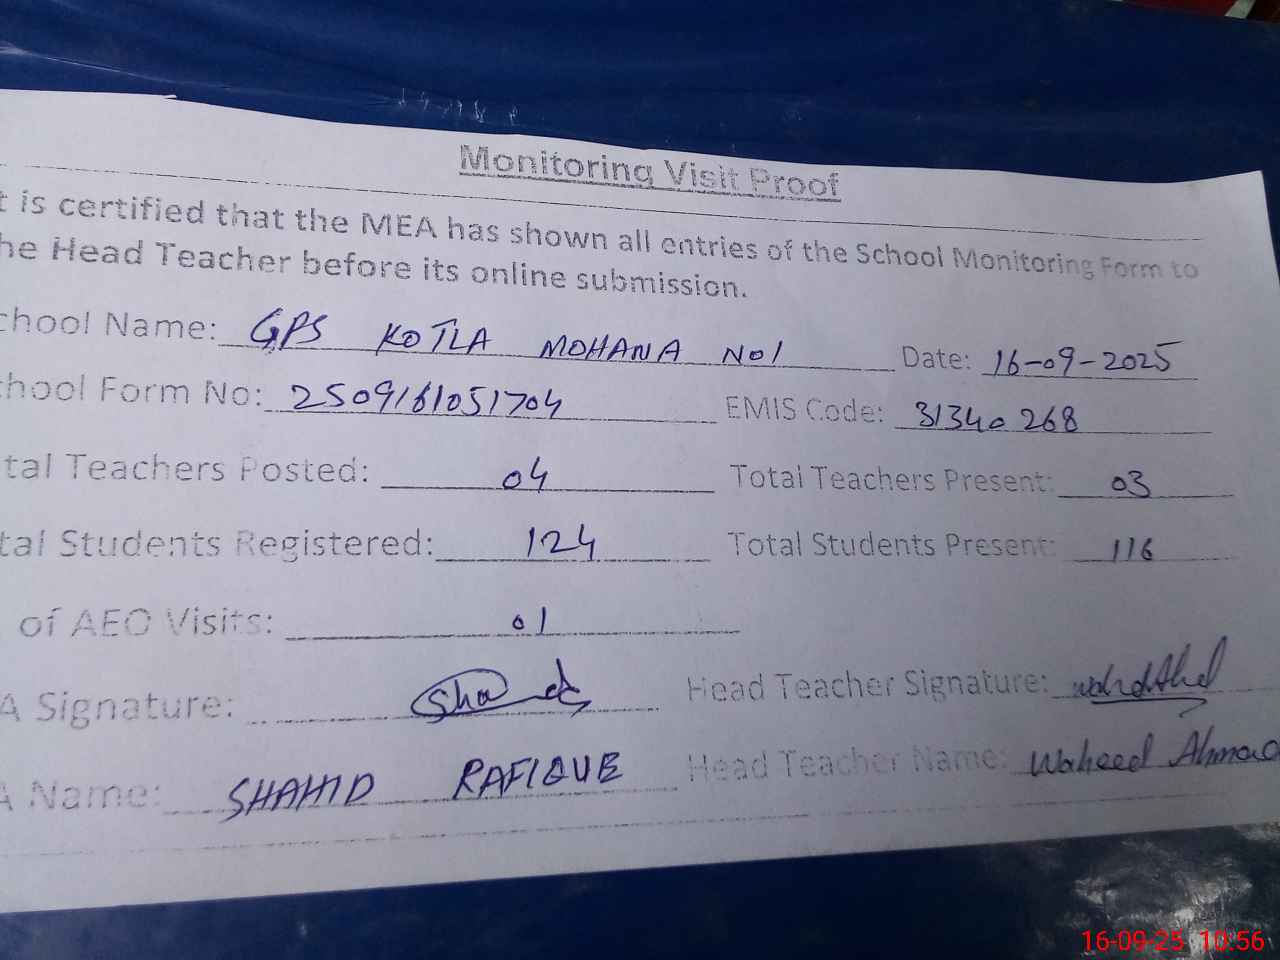 Monitoring Visit Proof
t is certified that the MEA has shown all entries of the School Monitoring Form to
he Head Teacher before its online submission.
chool Name: GPS KOTLA MOHANA NO1 Date: 16-09-2025
hool Form No: 2509161051704 EMIS Code: 31340268
tal Teachers Posted: 04 Total Teachers Present: 03
tal Students Registered: 124 Total Students Present: 116
of AEO Visits: 01
A Signature: Head Teacher Signature:
A Name: SHAHID RAFIQUE Head Teacher Name: Waheed Ahmad
16-09-25 10:56